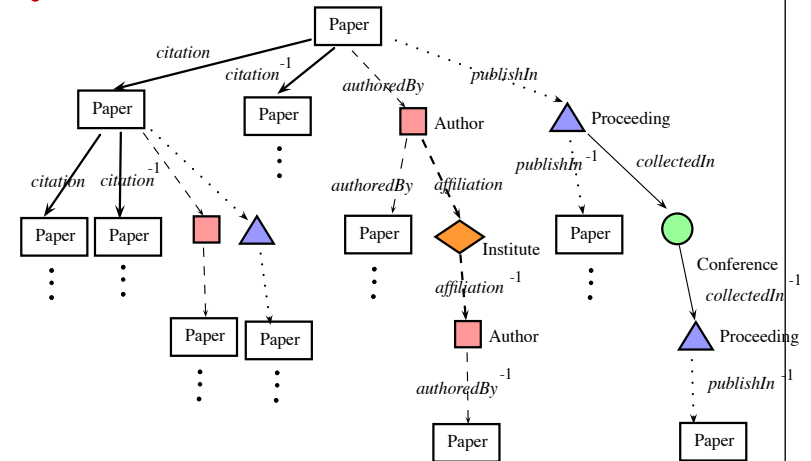 Paper
citation
citation -1
authoredBy
publishIn
Paper
Paper
Author
Proceeding
citation
citation -1
authoredBy
affiliation
publishIn -1
collectedIn
Paper
Paper
Paper
Institute
Paper
Conference
affiliation -1
collectedIn -1
Paper
Paper
Author
Proceeding
authoredBy -1
publishIn -1
Paper
Paper